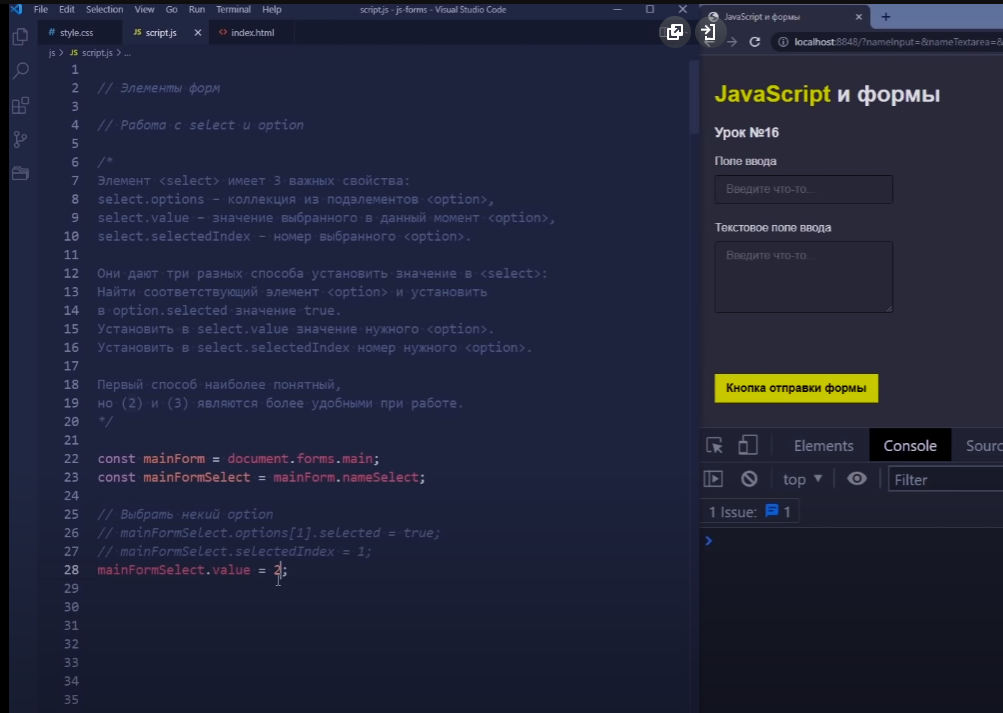 File Edit Selection View Go Run Terminal Help
script.js - js-forms - Visual Studio Code
# style.css
JS script.js
<> index.html
js > JS script.js > ...
1
2 // Элементы форм
3
4 // Работа с select и option
5
6 /*
7 Элемент <select> имеет 3 важных свойства:
8 select.options – коллекция из подэлементов <option>,
9 select.value – значение выбранного в данный момент <option>,
10 select.selectedIndex – номер выбранного <option>.
11
12 Они дают три разных способа установить значение в <select>:
13 Найти соответствующий элемент <option> и установить
14 в option.selected значение true.
15 Установить в select.value значение нужного <option>.
16 Установить в select.selectedIndex номер нужного <option>.
17
18 Первый способ наиболее понятный,
19 но (2) и (3) являются более удобными при работе.
20 */
21
22 const mainForm = document.forms.main;
23 const mainFormSelect = mainForm.nameSelect;
24
25 // Выбрать некий option
26 // mainFormSelect.options[1].selected = true;
27 // mainFormSelect.selectedIndex = 1;
28 mainFormSelect.value = 2;
29
30
31
32
33
34
35
JavaScript и формы
localhost:8848/?nameInput=&nameTextarea=&
JavaScript и формы
Урок №16
Поле ввода
Введите что-то...
Текстовое поле ввода
Введите что-то...
Кнопка отправки формы
Elements Console Sourc
top Filter
1 Issue: 1